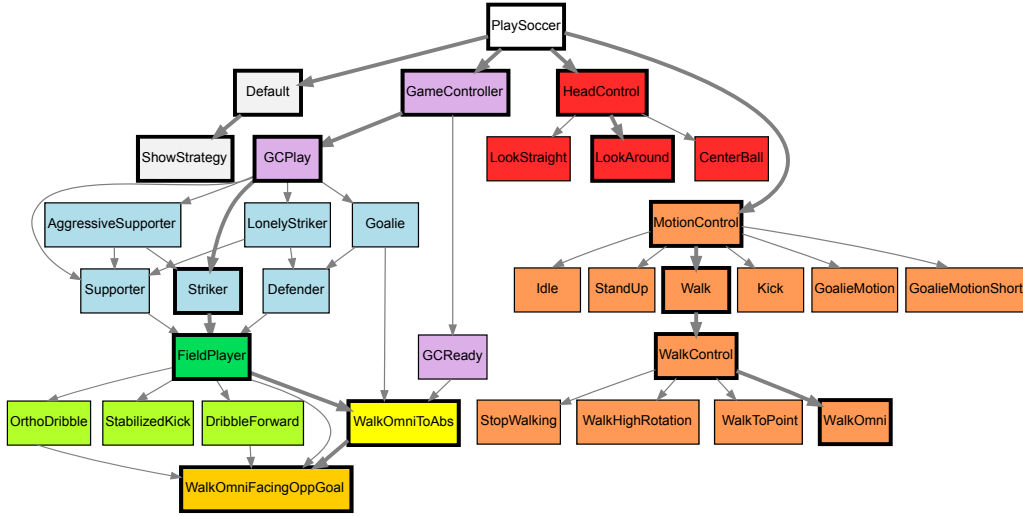 PlaySoccer
Default
GameController
HeadControl
ShowStrategy
GCPlay
LookStraight
LookAround
CenterBall
AggressiveSupporter
LonelyStriker
Goalie
MotionControl
Supporter
Striker
Defender
Idle
StandUp
Walk
Kick
GoalieMotion
GoalieMotionShort
FieldPlayer
GCReady
WalkControl
OrthoDribble
StabilizedKick
DribbleForward
WalkOmniToAbs
StopWalking
WalkHighRotation
WalkToPoint
WalkOmni
WalkOmniFacingOppGoal